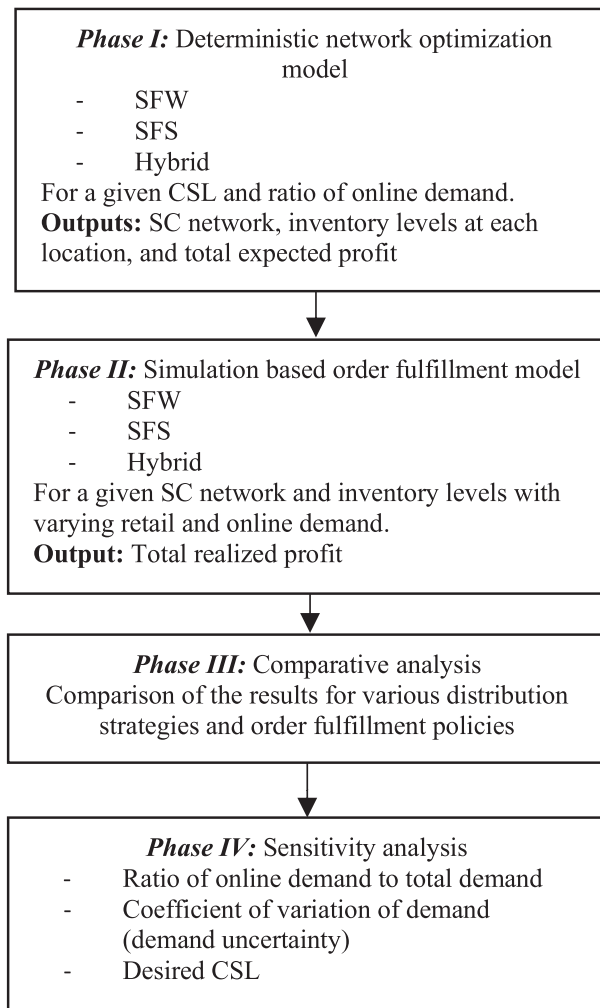 Phase I: Deterministic network optimization
model
- SFW
- SFS
- Hybrid
For a given CSL and ratio of online demand.
Outputs: SC network, inventory levels at each
location, and total expected profit
Phase II: Simulation based order fulfillment model
- SFW
- SFS
- Hybrid
For a given SC network and inventory levels with
varying retail and online demand.
Output: Total realized profit
Phase III: Comparative analysis
Comparison of the results for various distribution
strategies and order fulfillment policies
Phase IV: Sensitivity analysis
- Ratio of online demand to total demand
- Coefficient of variation of demand
(demand uncertainty)
- Desired CSL